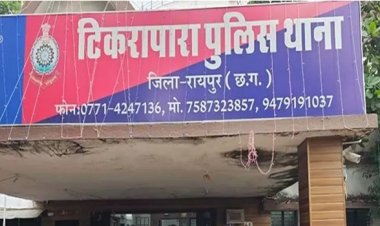 टिकरापारा पुलिस थाना
जिला-रायपुर (छ.ग.)
फोन:0771-4247136, मो. 7587323857, 9479191037